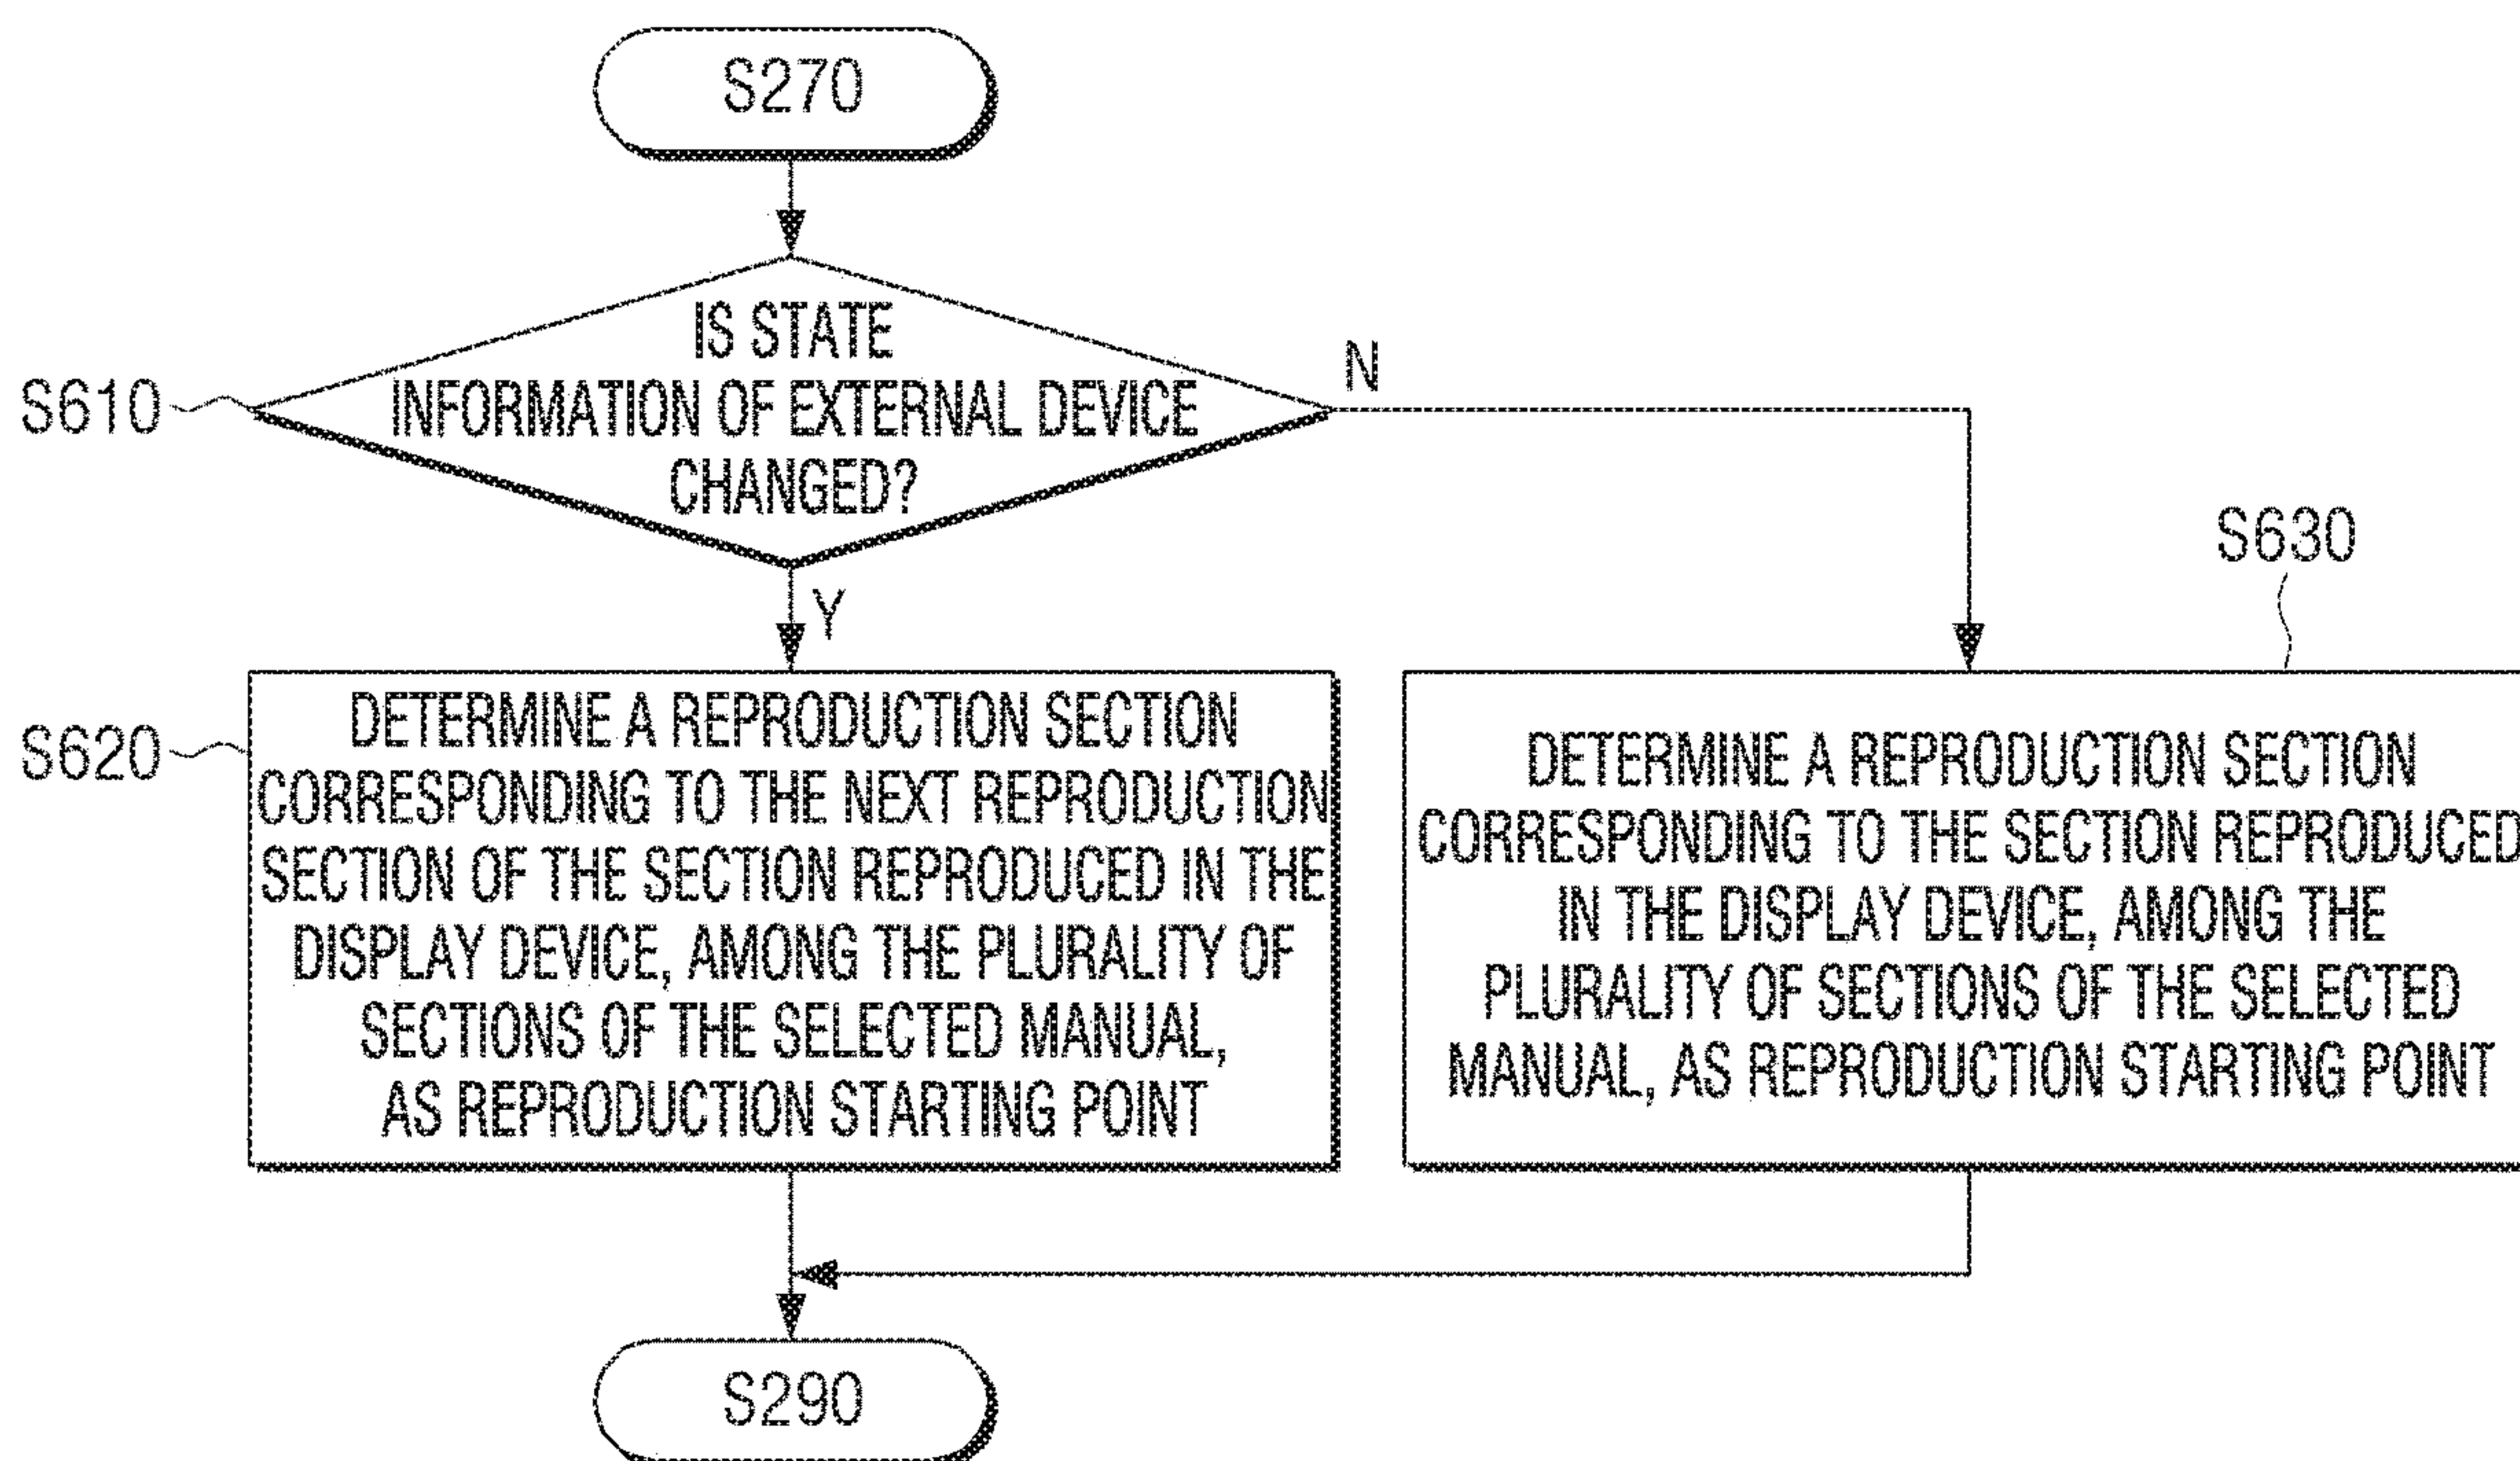 S270
IS STATE
INFORMATION OF EXTERNAL DEVICE
CHANGED?
S610
N
Y
S620
DETERMINE A REPRODUCTION SECTION
CORRESPONDING TO THE NEXT REPRODUCTION
SECTION OF THE SECTION REPRODUCED IN THE
DISPLAY DEVICE, AMONG THE PLURALITY OF
SECTIONS OF THE SELECTED MANUAL,
AS REPRODUCTION STARTING POINT
S630
DETERMINE A REPRODUCTION SECTION
CORRESPONDING TO THE SECTION REPRODUCED
IN THE DISPLAY DEVICE, AMONG THE
PLURALITY OF SECTIONS OF THE SELECTED
MANUAL, AS REPRODUCTION STARTING POINT
S290